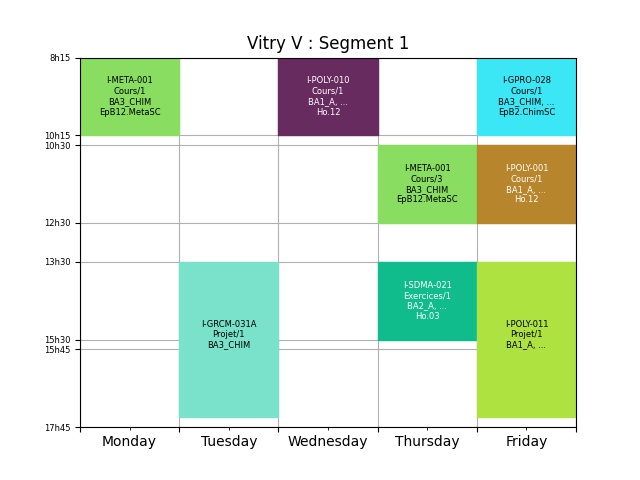 Vitry V : Segment 1
8h15
10h15
10h30
12h30
13h30
15h30
15h45
17h45
I-META-001
Cours/1
BA3_CHIM
EpB12.MetaSC
I-POLY-010
Cours/1
BA1_A, ...
Ho.12
I-GPRO-028
Cours/1
BA3_CHIM, ...
EpB2.ChimSC
I-META-001
Cours/3
BA3_CHIM
EpB12.MetaSC
I-POLY-001
Cours/1
BA1_A, ...
Ho.12
I-GRCM-031A
Projet/1
BA3_CHIM
I-SDMA-021
Exercices/1
BA2_A, ...
Ho.03
I-POLY-011
Projet/1
BA1_A, ...
Monday
Tuesday
Wednesday
Thursday
Friday